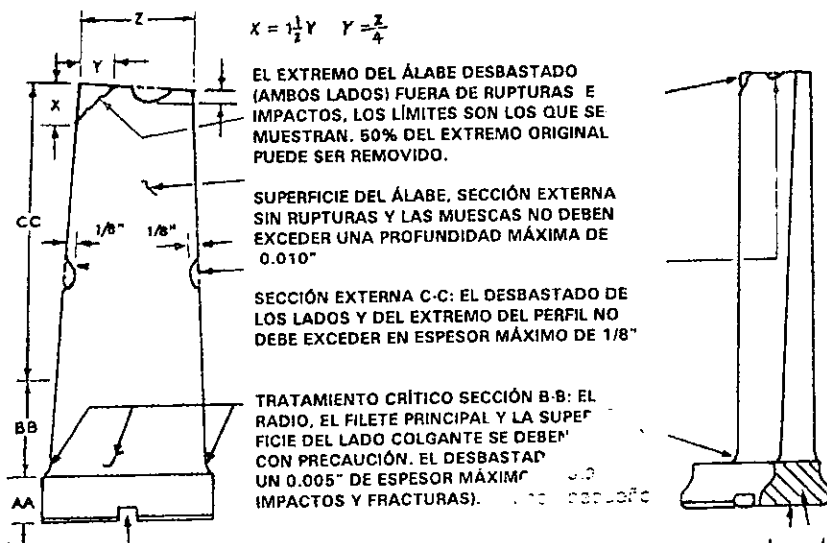 Z
X = 1 1/2 Y Y = Z/4
Y
X
EL EXTREMO DEL ÁLABE DESBASTADO
(AMBOS LADOS) FUERA DE RUPTURAS E
IMPACTOS, LOS LÍMITES SON LOS QUE SE
MUESTRAN. 50% DEL EXTREMO ORIGINAL
PUEDE SER REMOVIDO.
SUPERFICIE DEL ÁLABE, SECCIÓN EXTERNA
SIN RUPTURAS Y LAS MUESCAS NO DEBEN
EXCEDER UNA PROFUNDIDAD MÁXIMA DE
0.010"
CC
1/8" 1/8"
SECCIÓN EXTERNA C-C: EL DESBASTADO DE
LOS LADOS Y DEL EXTREMO DEL PERFIL NO
DEBE EXCEDER EN ESPESOR MÁXIMO DE 1/8"
BB
TRATAMIENTO CRÍTICO SECCIÓN B-B: EL
RADIO, EL FILETE PRINCIPAL Y LA SUPER
FICIE DEL LADO COLGANTE SE DEBEN
CON PRECAUCIÓN. EL DESBASTAD
UN 0.005" DE ESPESOR MÁXIMO
IMPACTOS Y FRACTURAS).
AA